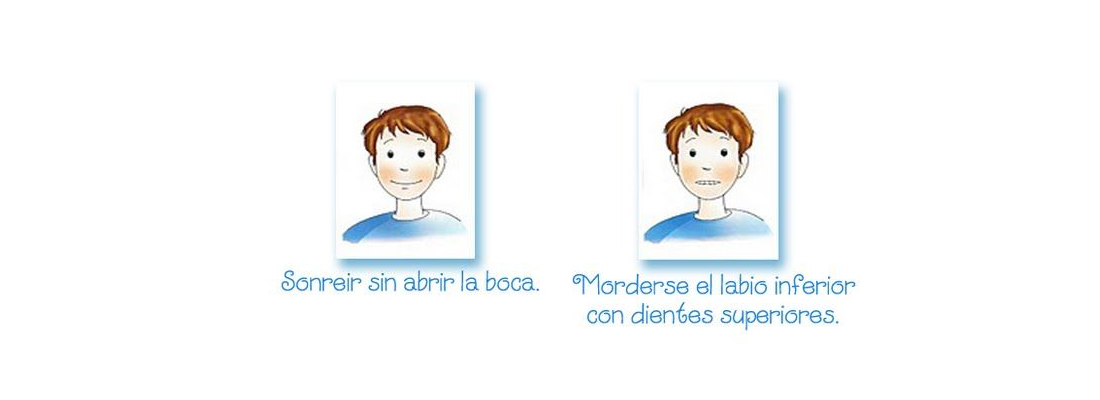 Sonreir sin abrir la boca.
Morderse el labio inferior
con dientes superiores.